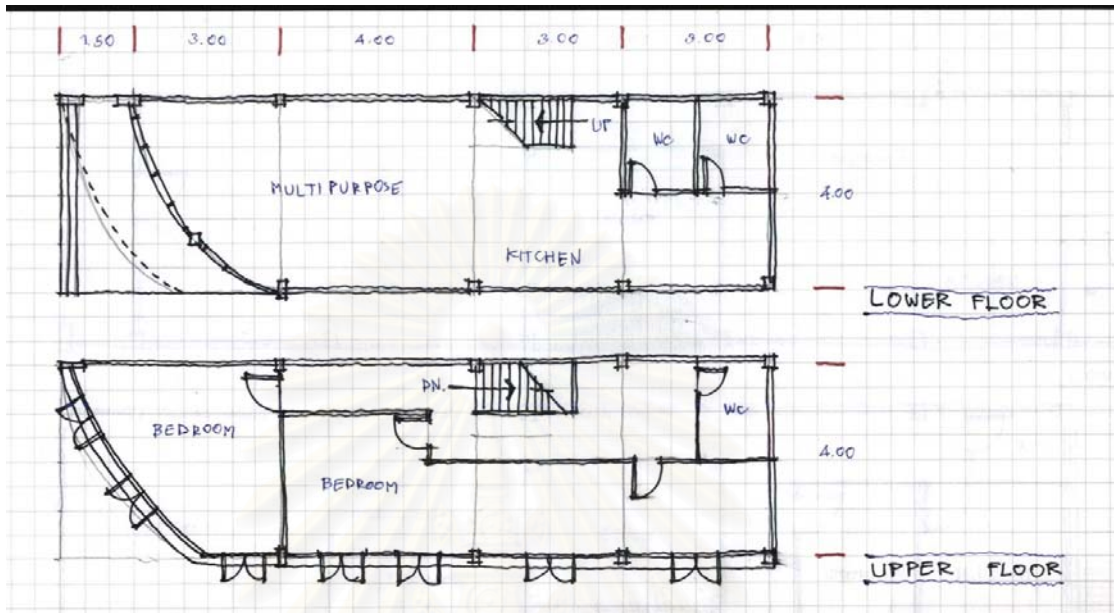 1.50 3.00 4.00 3.00 3.00
UP
WC WC
MULTIPURPOSE
4.00
KITCHEN
LOWER FLOOR
DN.
WC
BEDROOM
4.00
BEDROOM
UPPER FLOOR